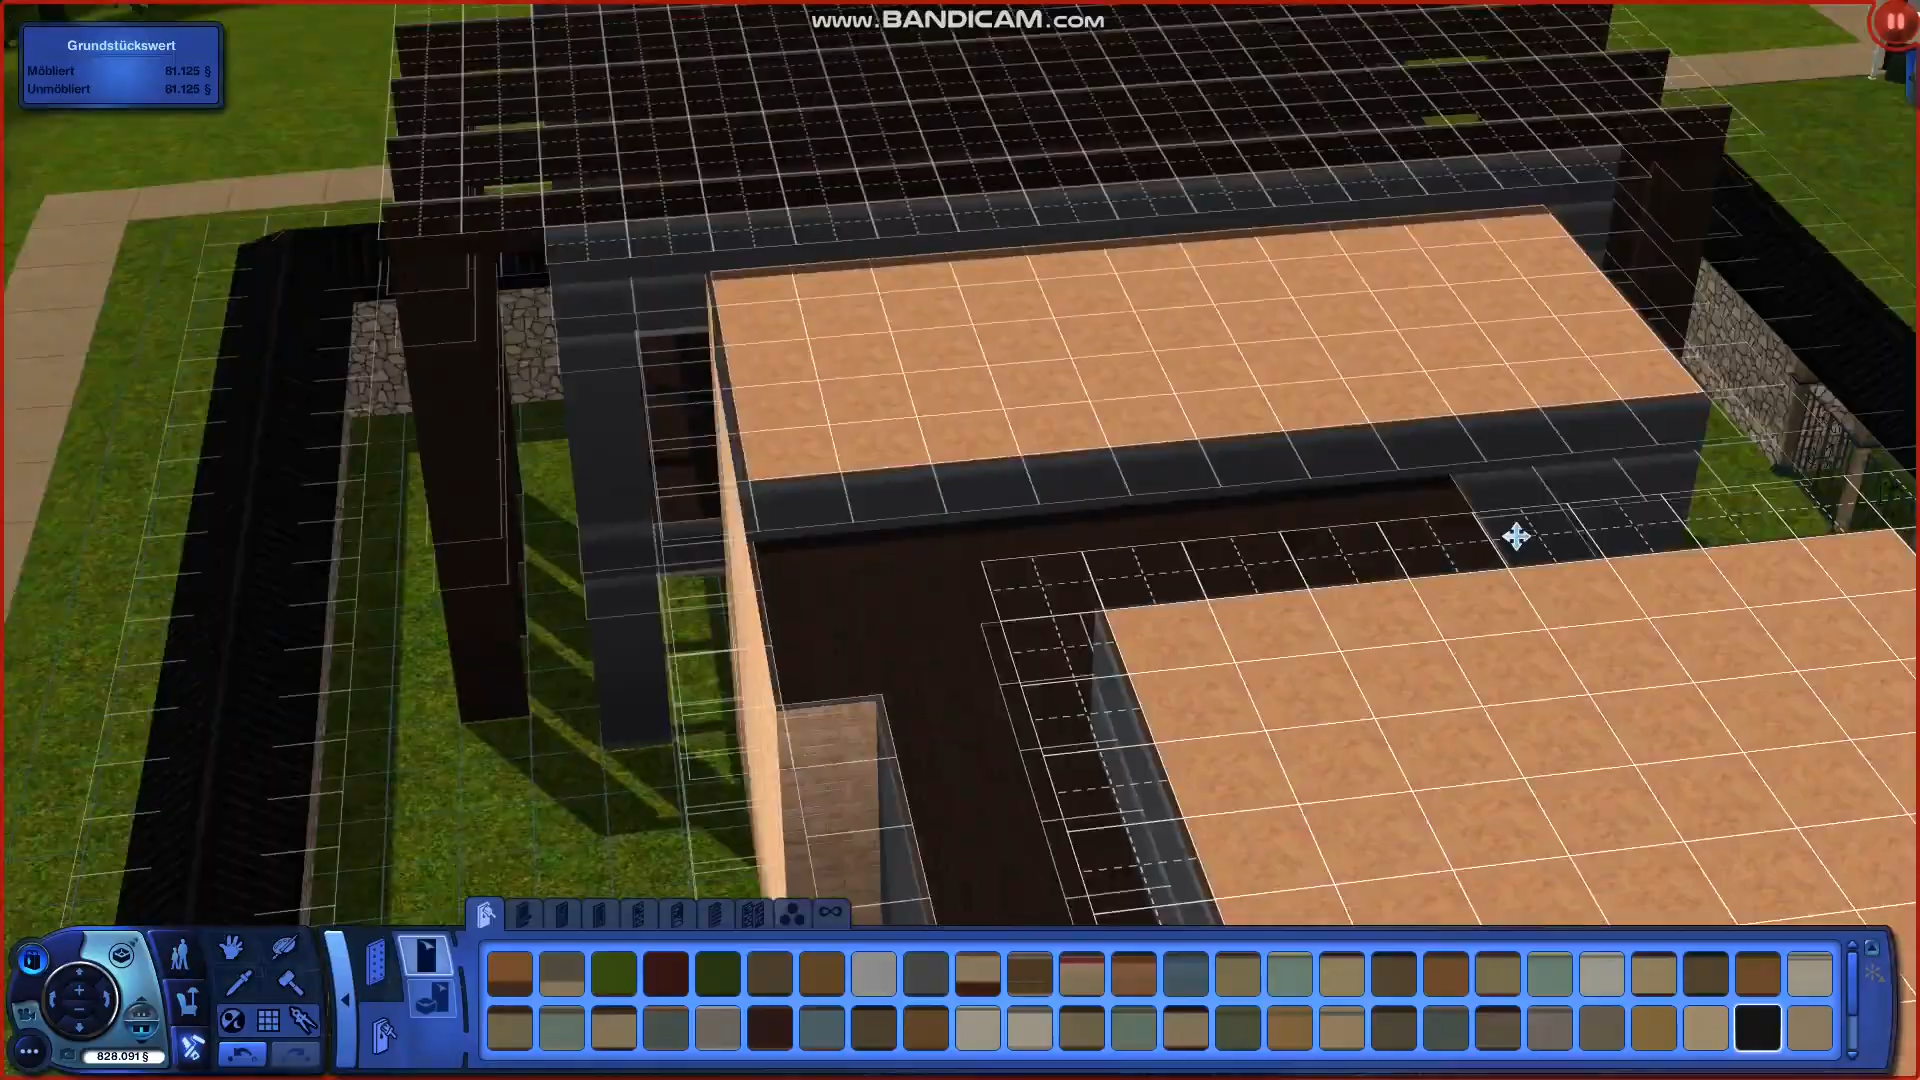 www.BANDICAM.com
Grundstückswert
Möbliert 81.125 §
Unmöbliert 81.125 §
828.091 §